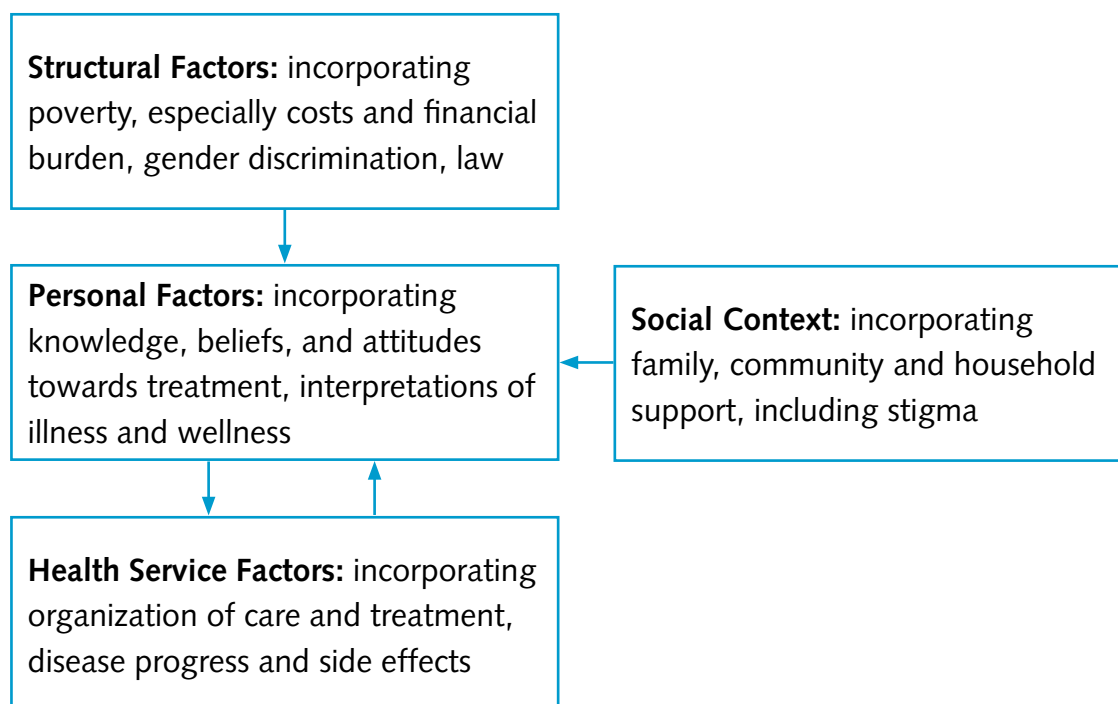 Structural Factors: incorporating
poverty, especially costs and financial
burden, gender discrimination, law
Personal Factors: incorporating
knowledge, beliefs, and attitudes
towards treatment, interpretations of
illness and wellness
Social Context: incorporating
family, community and household
support, including stigma
Health Service Factors: incorporating
organization of care and treatment,
disease progress and side effects